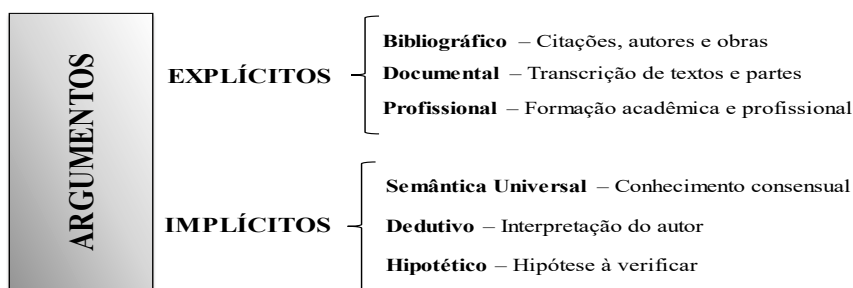 ARGUMENTOS
EXPLÍCITOS
Bibliográfico – Citações, autores e obras
Documental – Transcrição de textos e partes
Profissional – Formação acadêmica e profissional
IMPLÍCITOS
Semântica Universal – Conhecimento consensual
Dedutivo – Interpretação do autor
Hipotético – Hipótese à verificar